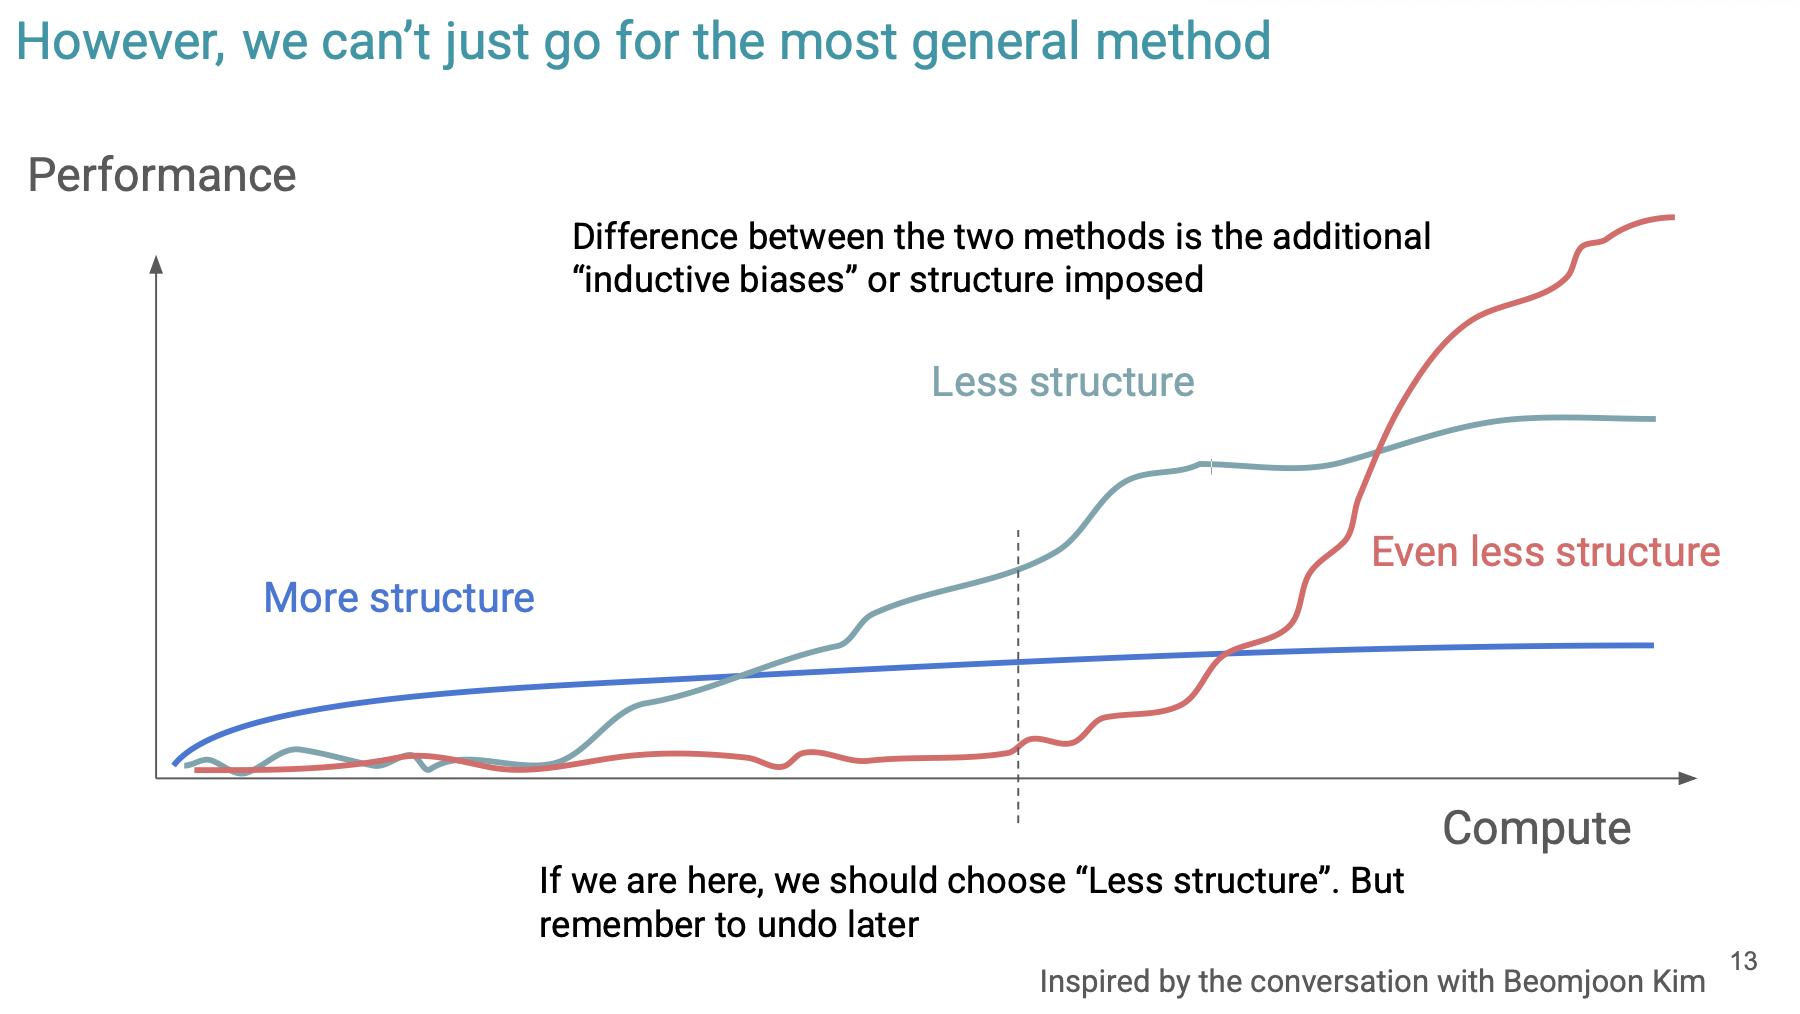 However, we can’t just go for the most general method
Performance
Difference between the two methods is the additional
“inductive biases” or structure imposed
Less structure
Even less structure
More structure
Compute
If we are here, we should choose “Less structure”. But
remember to undo later
13
Inspired by the conversation with Beomjoon Kim